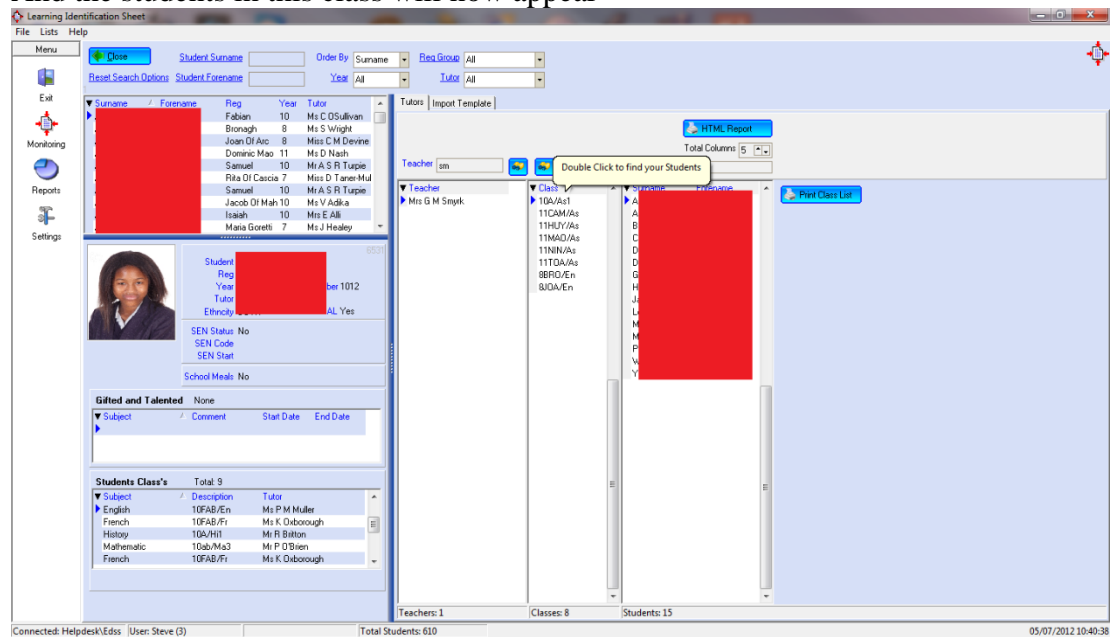 And the students in this class will now appear
Learning Identification Sheet
File Lists Help
Menu
Exit
Monitoring
Reports
Settings
Close Student Surname Order By Surname Reg Group All
Reset Search Options Student Forename Year All Tutor All
Surname Forename Reg Year Tutor
Fabian 10 Ms C OSullivan
Bronagh 8 Ms S Wright
Joan Of Arc 8 Miss C M Devine
Dominic Mao 11 Ms D Nash
Samuel 10 Mr A S R Turpie
Rita Of Cascia 7 Miss D Taner-Mul
Samuel 10 Mr A S R Turpie
Jacob Of Mah 10 Ms V Adika
Isaiah 10 Mrs E Alli
Maria Goretti 7 Ms J Healey
Student
Reg
Year ber 1012
Tutor
Ethncity AL Yes
SEN Status No
SEN Code
SEN Start
School Meals No
Gifted and Talented None
Subject Comment Start Date End Date
Students Class's Total: 9
Subject Description Tutor
English 10FAB/En Ms P M Muller
French 10FAB/Fr Ms K Oxborough
History 10A/Hi1 Mr R Britton
Mathematic 10ab/Ma3 Mr P O'Brien
French 10FAB/Fr Ms K Oxborough
Tutors Import Template
HTML Report
Total Columns 5
Teacher sm
Double Click to find your Students
Teacher
Mrs G M Smyrk
Class
10A/As1
11CAM/As
11HUY/As
11MAO/As
11NIN/As
11TOA/As
8BRO/En
8JOA/En
Surname Forename
A
A
B
C
D
D
G
H
Ja
L
M
M
P
W
Y
Print Class List
Teachers: 1 Classes: 8 Students: 15
Connected: Helpdesk\Edss User: Steve (3) Total Students: 610 05/07/2012 10:40:38